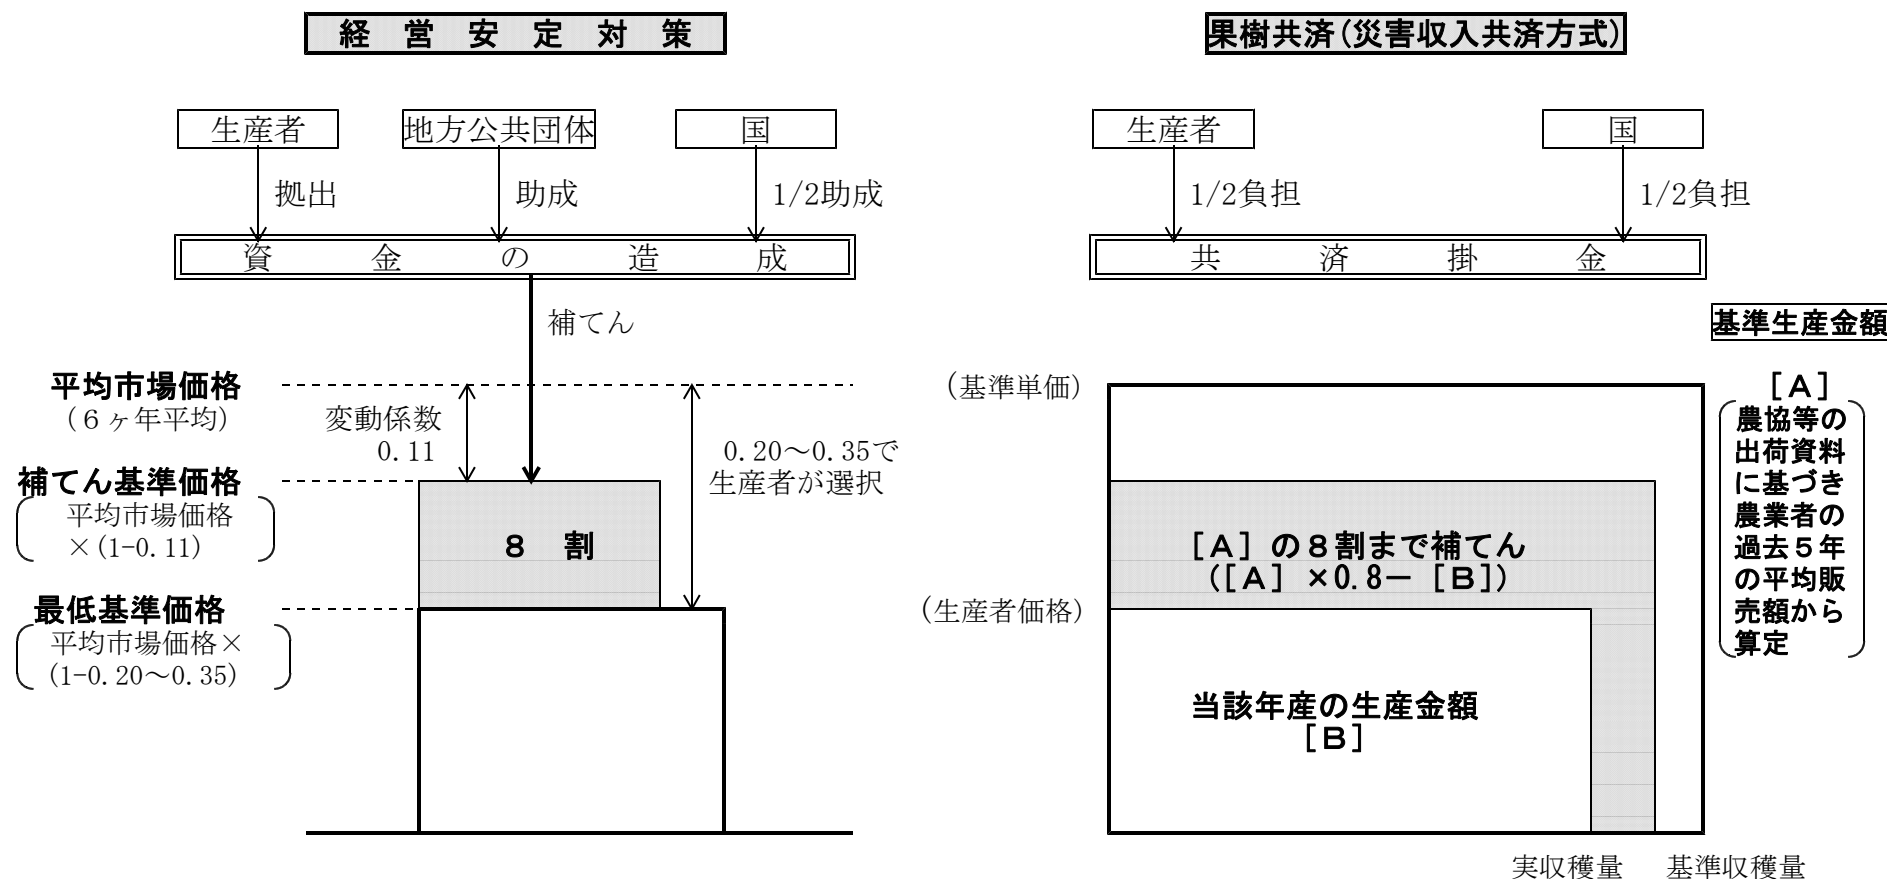 経営安定対策
生産者
地方公共団体
国
拠出
助成
1/2助成
資金の造成
補てん
平均市場価格
(6ヶ年平均)
変動係数
0.11
0.20～0.35で
生産者が選択
補てん基準価格
平均市場価格
×(1-0.11)
8割
最低基準価格
平均市場価格×
(1-0.20～0.35)
果樹共済(災害収入共済方式)
生産者
国
1/2負担
1/2負担
共済掛金
基準生産金額
［A］
農協等の
出荷資料
に基づき
農業者の
過去5年
の平均販
売額から
算定
(基準単価)
［A］の8割まで補てん
(［A］×0.8－［B］)
(生産者価格)
当該年産の生産金額
［B］
実収穫量
基準収穫量